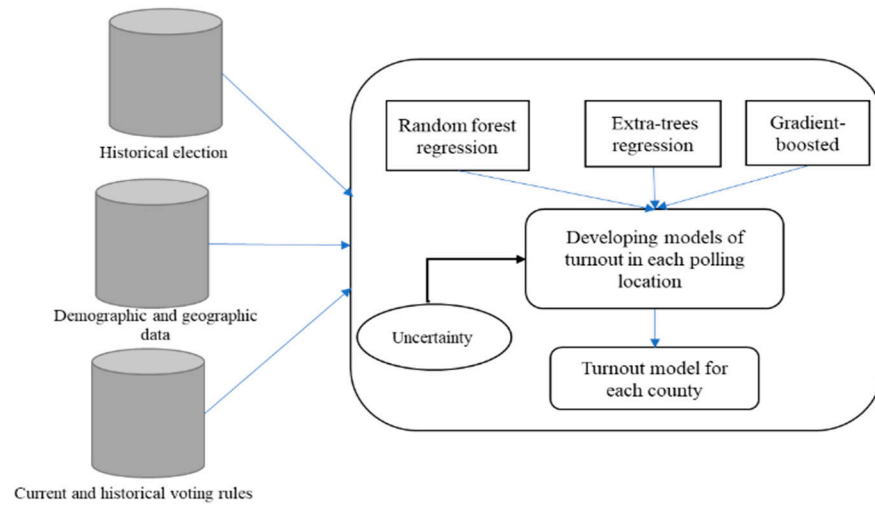 Historical election
Demographic and geographic
data
Current and historical voting rules
Random forest
regression
Extra-trees
regression
Gradient-
boosted
Developing models of
turnout in each polling
location
Uncertainty
Turnout model for
each county